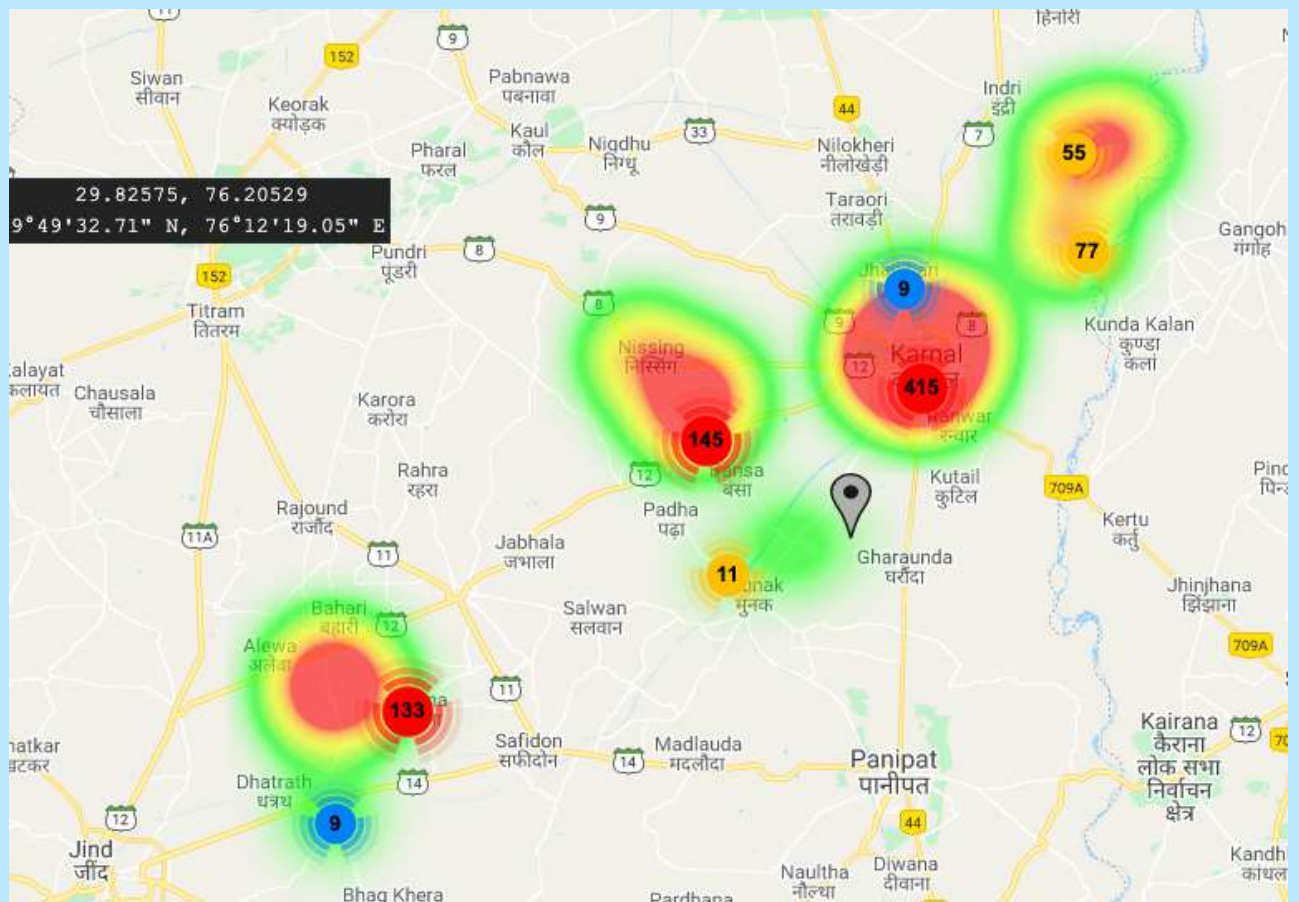 हिनोरी
152
9
Siwan
सीवान
Keorak
क्योड़क
Pabnawa
पबनावा
Indri
इंद्री
44
Kaul
कौल
33
7
Pharal
फरल
Nigdhu
निग्धू
Nilokheri
नीलोखेड़ी
55
29.82575, 76.20529
9°49'32.71" N, 76°12'19.05" E
Taraori
तरावड़ी
9
Gangoh
गंगोह
Pundri
पूंडरी
8
77
152
9
8
Titram
तितरम
9
8
Kunda Kalan
कुण्डा
कलां
Nissing
निस्सिंग
Karnal
12
alayat
कलायत
Chausala
चौसाला
Karora
करोरा
415
रन्वार
145
Rahra
रहरा
12
बसा
Kutail
कुटिल
709A
Rajound
राजौंद
Padha
पढ़ा
Kertu
कर्तु
11A
11
Jabhala
जभाला
Gharaunda
घरौंदा
11
मुनक
Jhinjhana
झिंझाना
Bahari
बहारी
12
Salwan
सलवान
709A
Alewa
अलेवा
11
133
Safidon
सफीदोन
Madlauda
मदलौदा
14
Panipat
पानीपत
Kairana
कैराना
लोक सभा
निर्वाचन
क्षेत्र
12
Dhatrath
धत्रथ
14
12
9
44
Jind
जींद
Naultha
नौल्था
Diwana
दीवाना
Bhag Khera
Pardhana